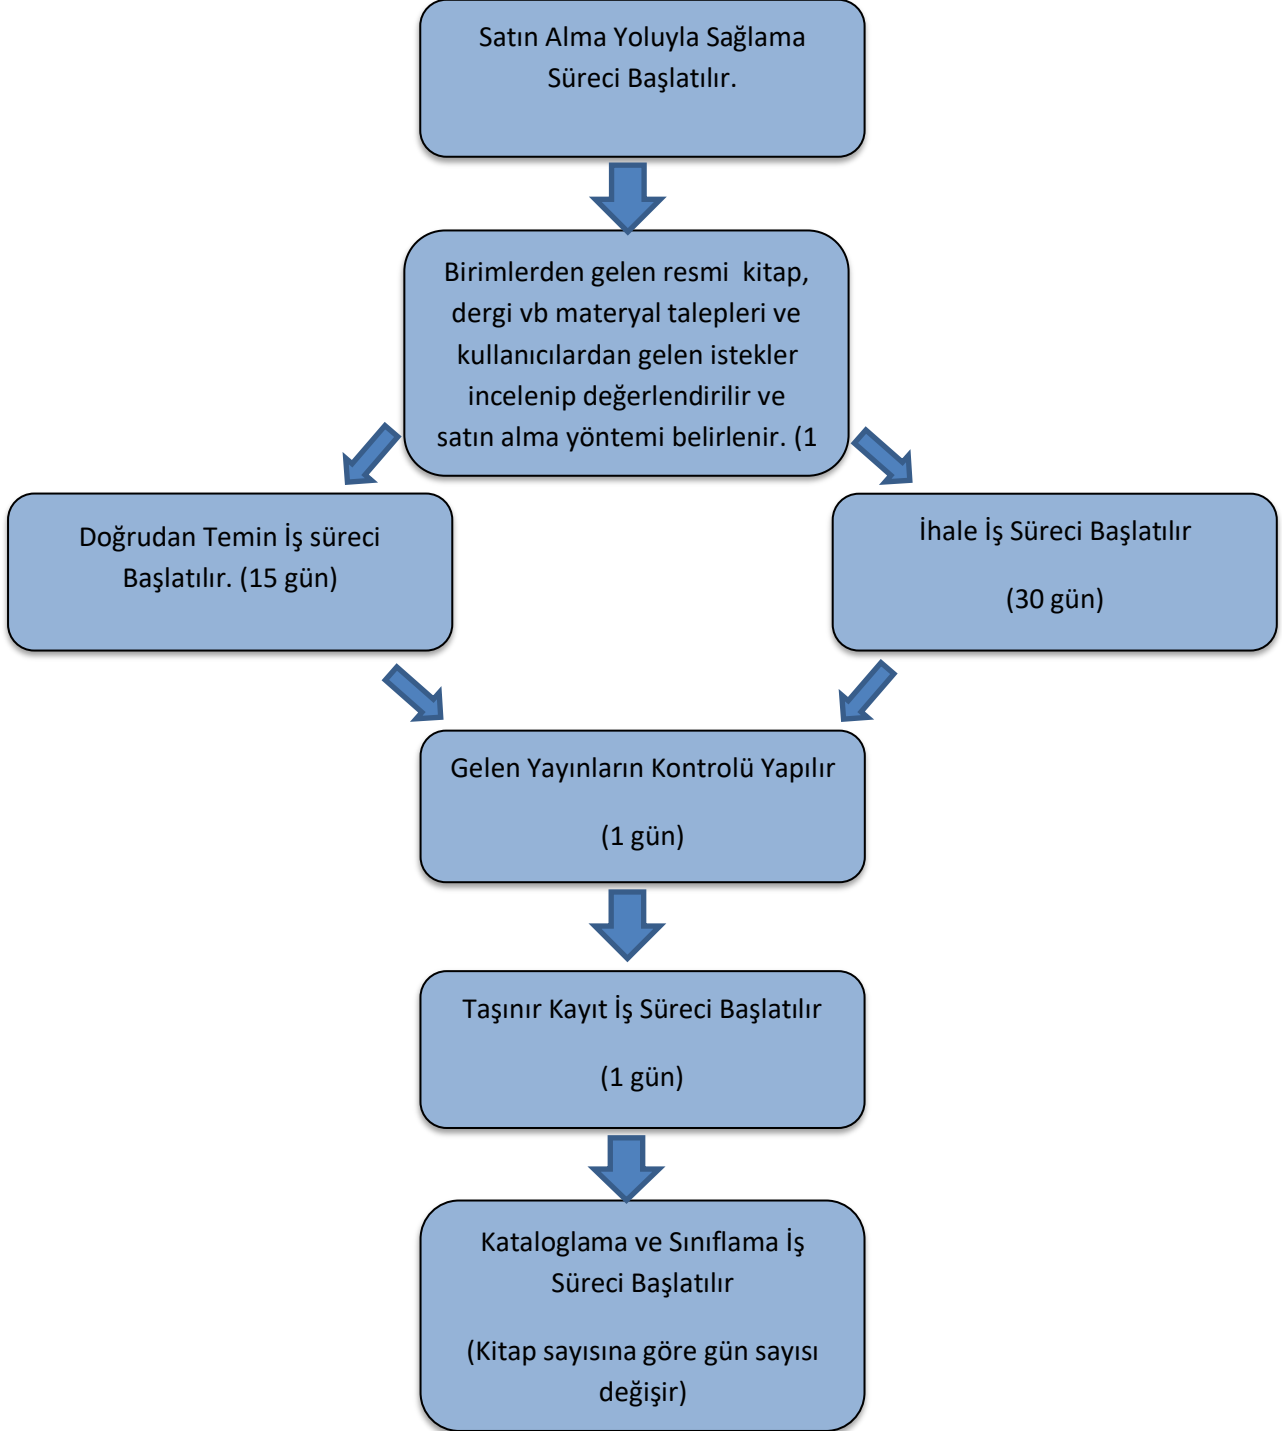 Satın Alma Yoluyla Sağlama
Süreci Başlatılır.
Birimlerden gelen resmi  kitap,
dergi vb materyal talepleri ve
kullanıcılardan gelen istekler
incelenip değerlendirilir ve
satın alma yöntemi belirlenir. (1
Doğrudan Temin İş süreci
Başlatılır. (15 gün)
İhale İş Süreci Başlatılır
(30 gün)
Gelen Yayınların Kontrolü Yapılır
(1 gün)
Taşınır Kayıt İş Süreci Başlatılır
(1 gün)
Kataloglama ve Sınıflama İş
Süreci Başlatılır
(Kitap sayısına göre gün sayısı
değişir)